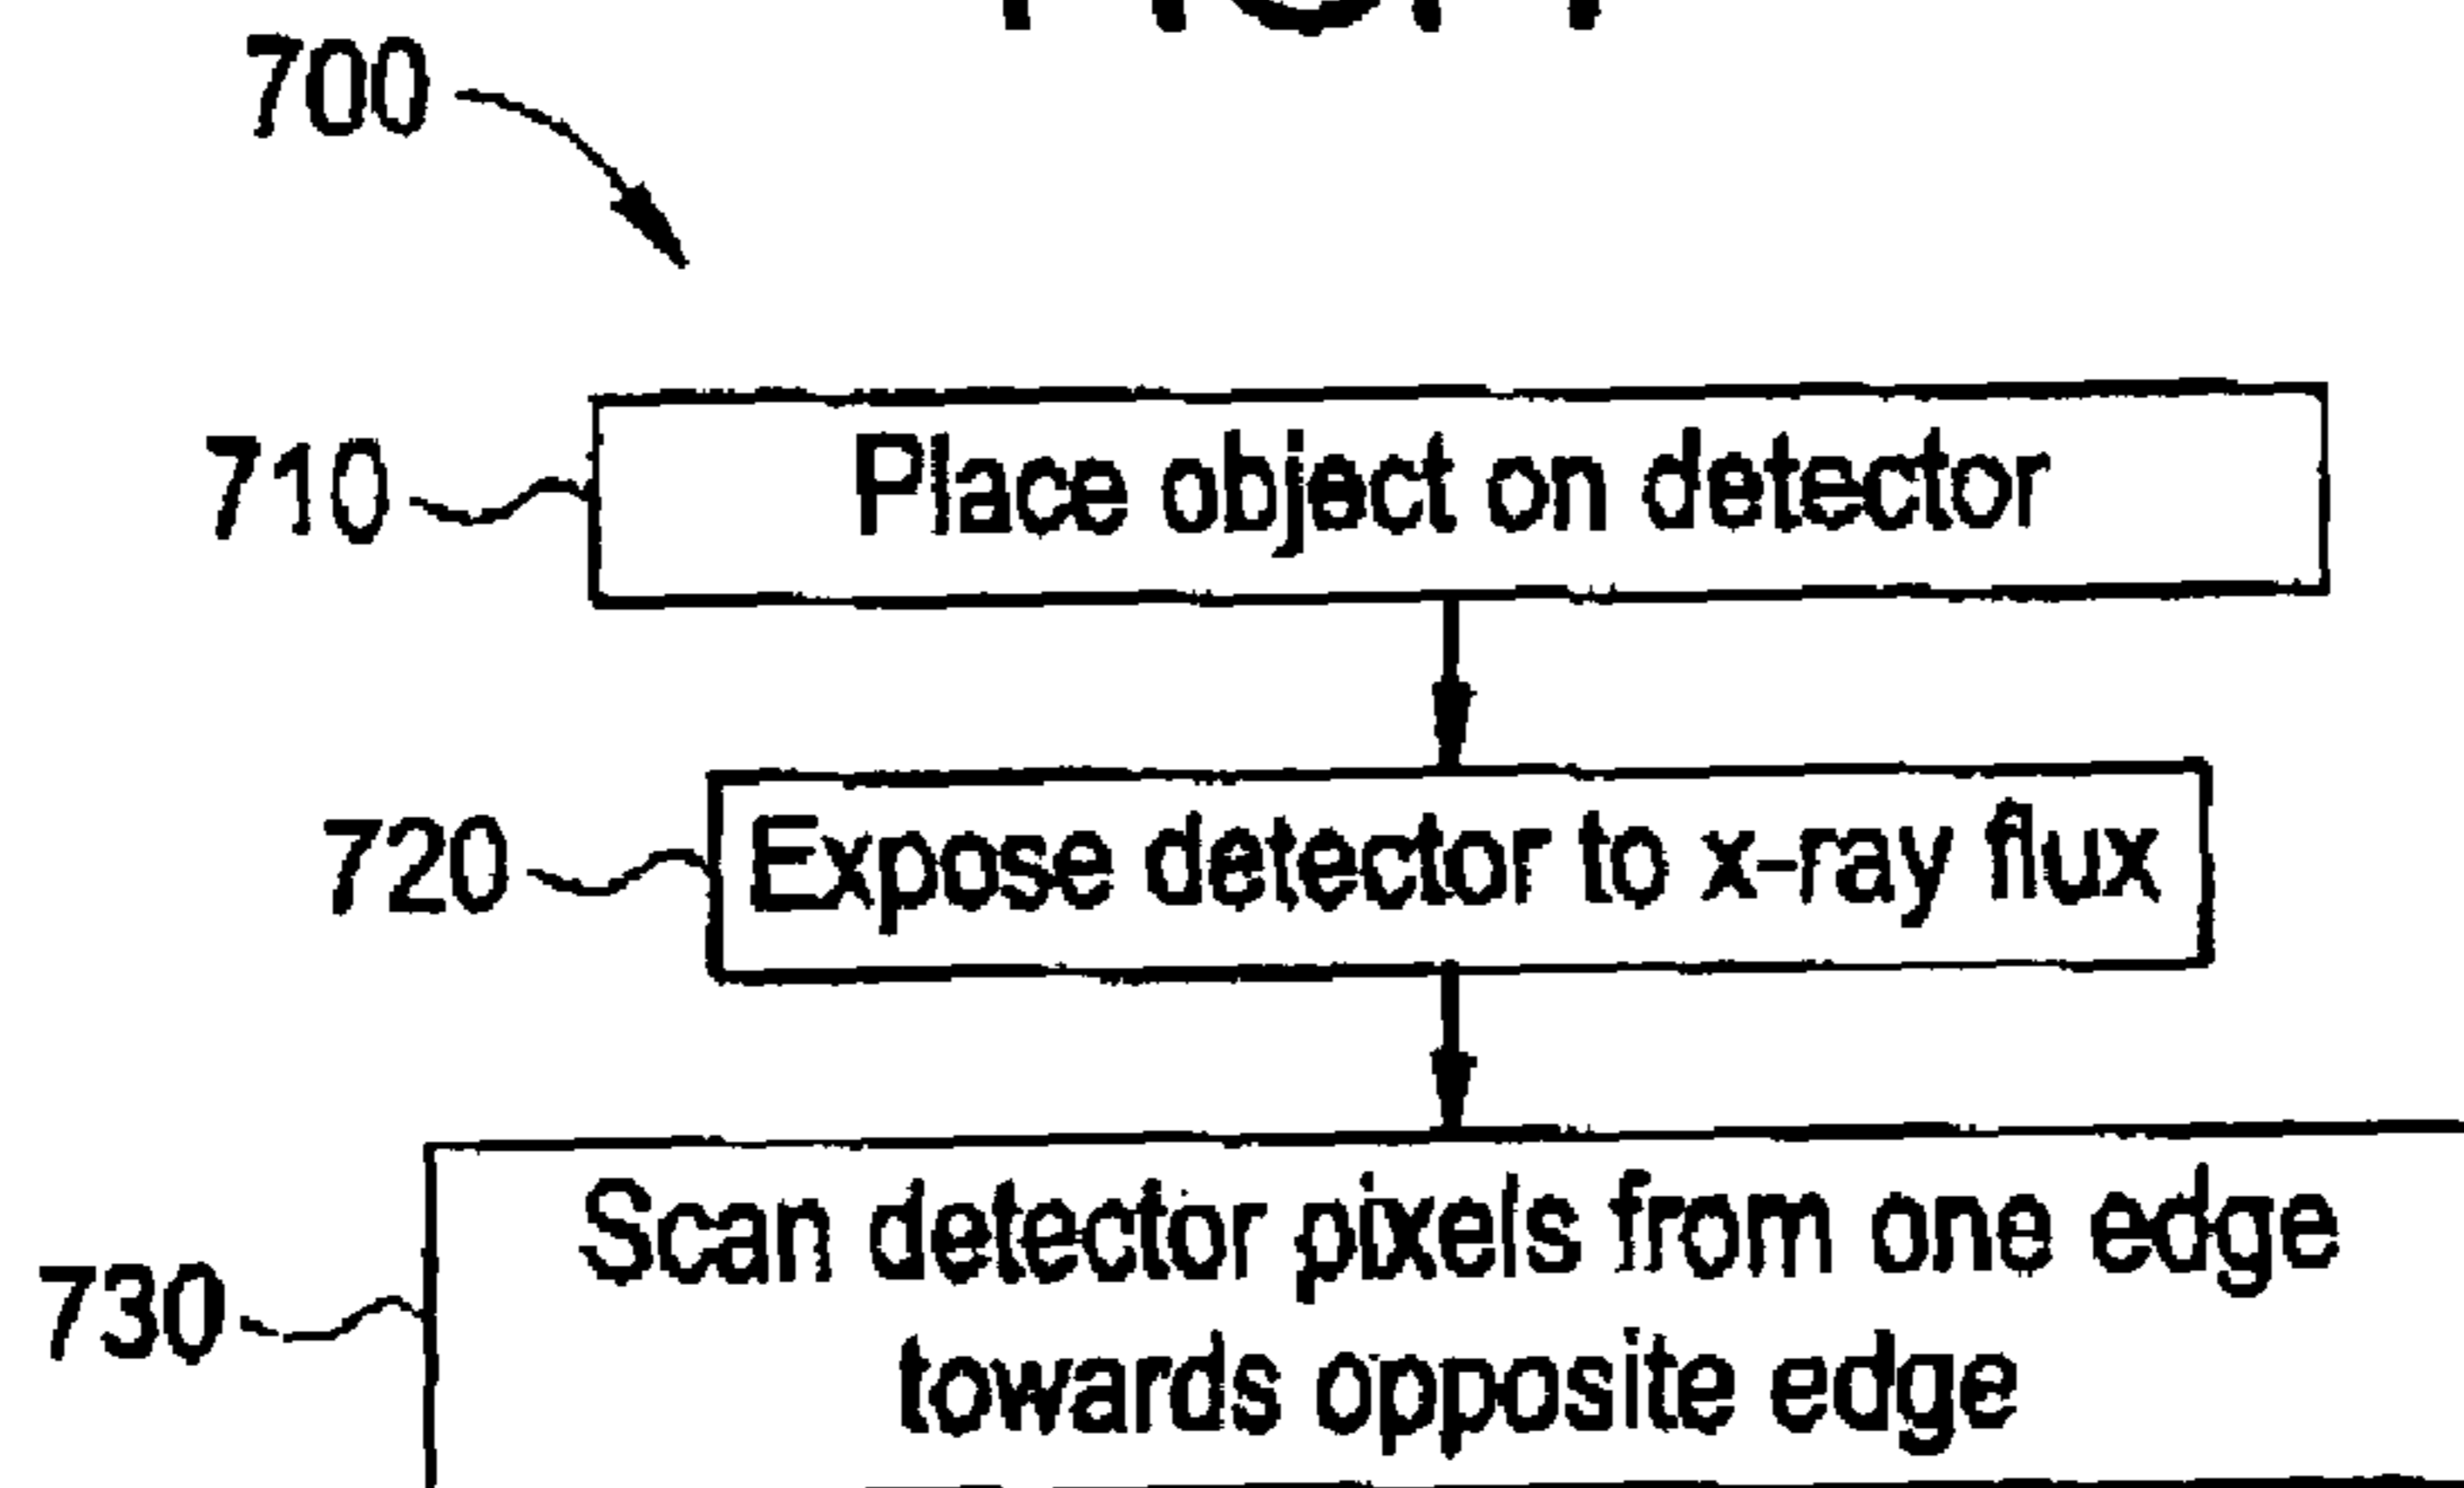 700
710
Place object on detector
720
Expose detector to x-ray flux
730
Scan detector pixels from one edge
towards opposite edge